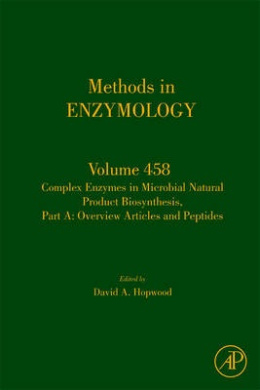 Methods in
ENZYMOLOGY
Volume 458
Complex Enzymes in Microbial Natural
Product Biosynthesis,
Part A: Overview Articles and Peptides
Edited by
David A. Hopwood
AP